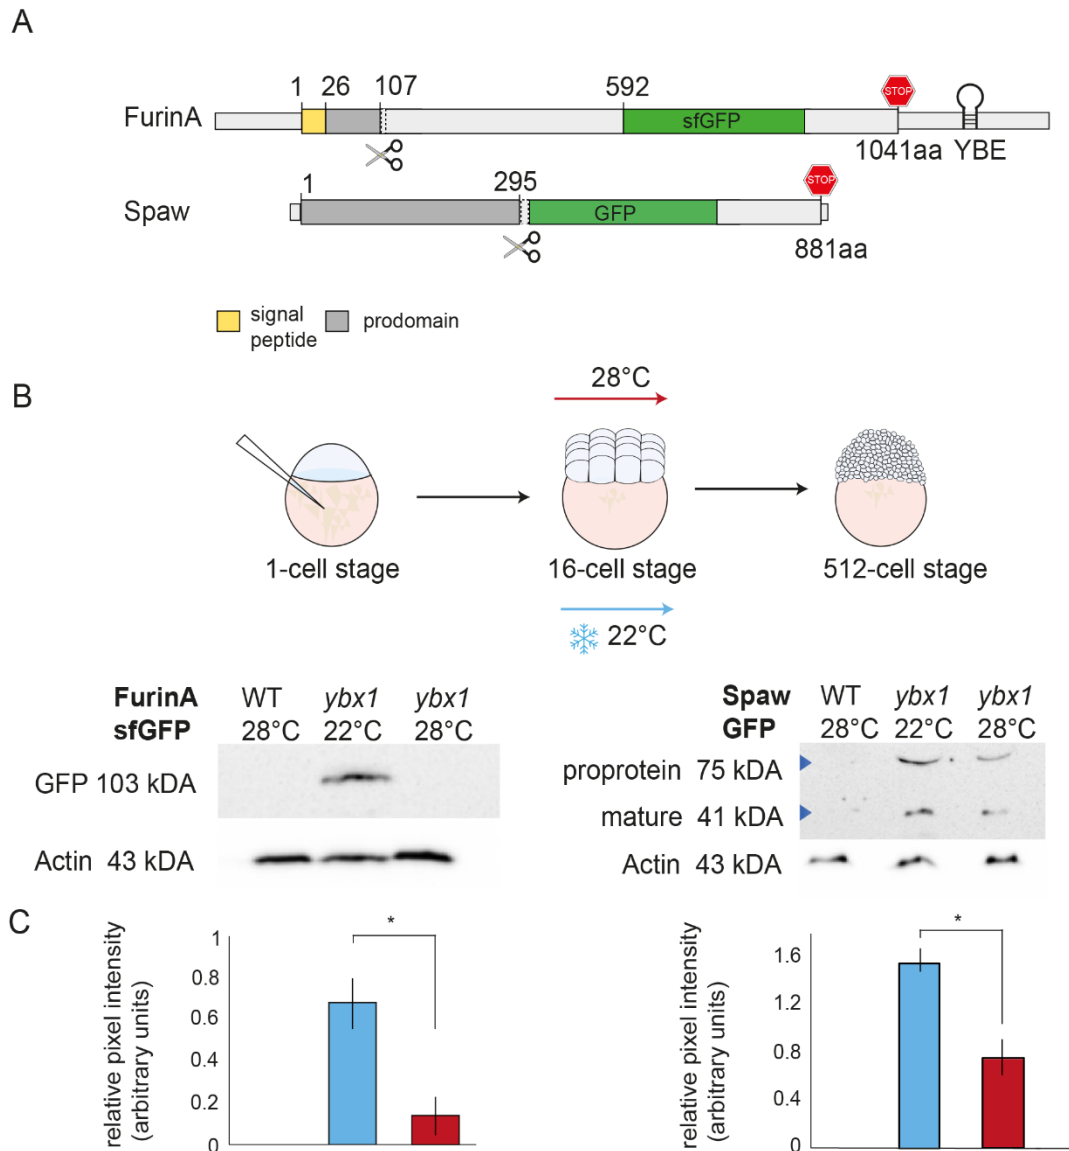 A
1 26 107 592
FurinA sfGFP STOP
1041aa YBE
1 295
Spaw GFP STOP
881aa
signal peptide
prodomain
B
28°C
1-cell stage 16-cell stage 512-cell stage
22°C
FurinA WT ybx1 ybx1
sfGFP 28°C 22°C 28°C
GFP 103 kDA
Actin 43 kDA
Spaw WT ybx1 ybx1
GFP 28°C 22°C 28°C
proprotein 75 kDA
mature 41 kDA
Actin 43 kDA
C
relative pixel intensity
(arbitrary units)
1
0.8
0.6
0.4
0.2
0
*
relative pixel intensity
(arbitrary units)
1.6
1.2
0.8
0.4
0
*